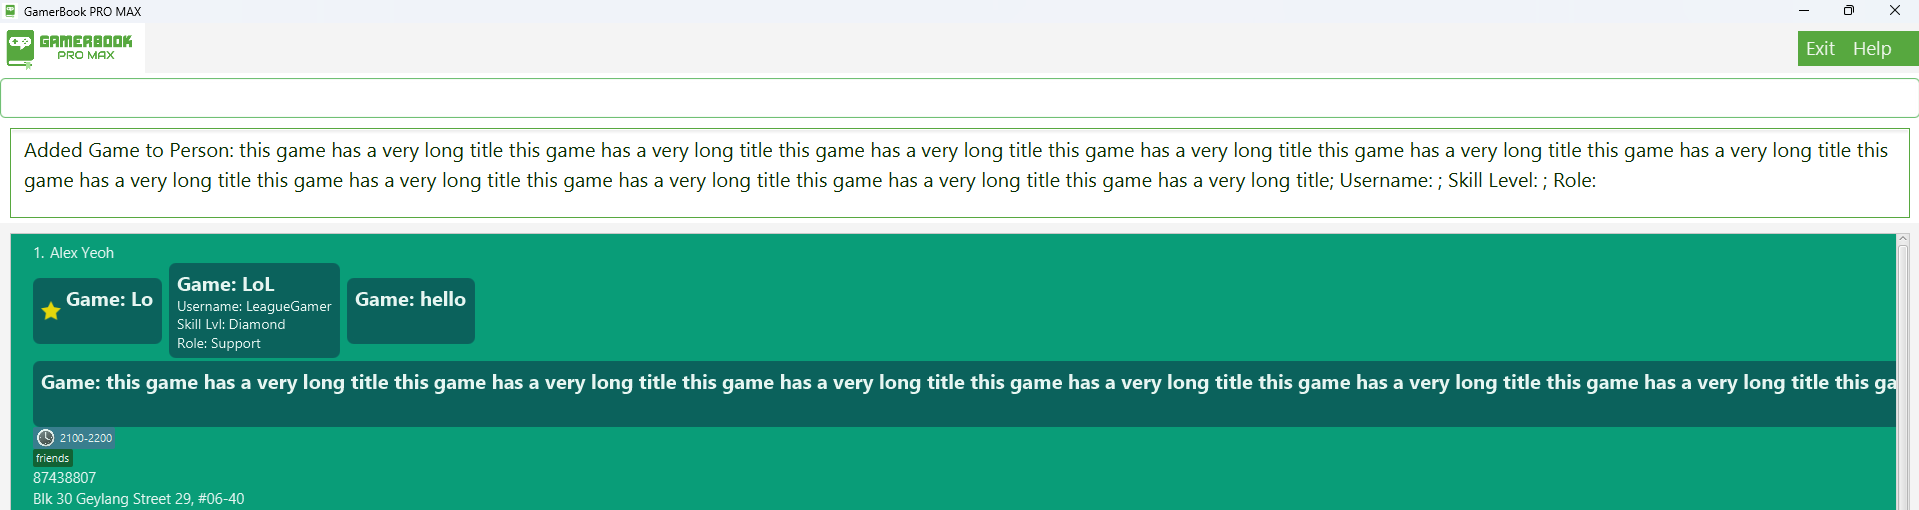 GamerBook PRO MAX
GAMERBOOK
PRO MAX
Exit Help
Added Game to Person: this game has a very long title this game has a very long title this game has a very long title this game has a very long title this game has a very long title this game has a very long title this
game has a very long title this game has a very long title this game has a very long title this game has a very long title this game has a very long title; Username: ; Skill Level: ; Role:
1. Alex Yeoh
Game: Lo
Game: LoL
Username: LeagueGamer
Skill Lvl: Diamond
Role: Support
Game: hello
Game: this game has a very long title this game has a very long title this game has a very long title this game has a very long title this game has a very long title this game has a very long title this ga
2100-2200
friends
87438807
Blk 30 Geylang Street 29, #06-40